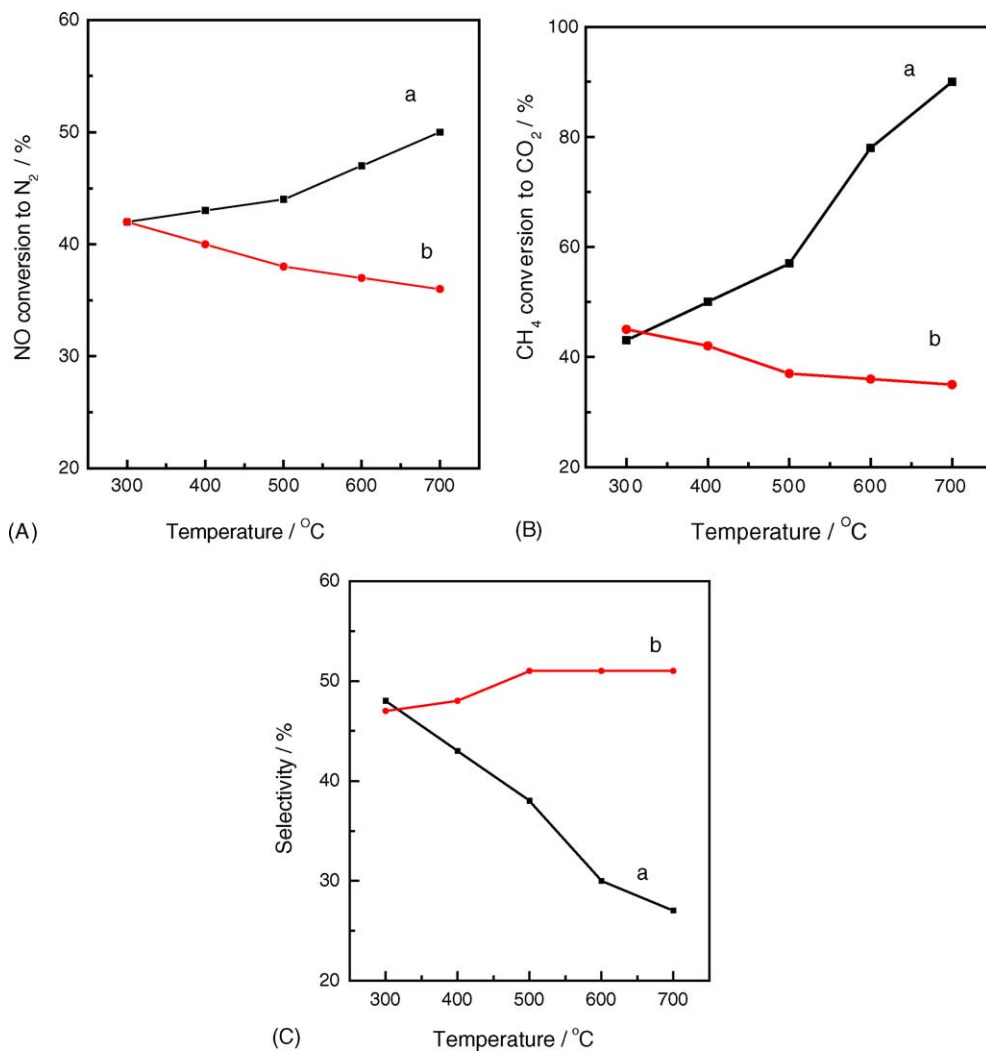 60
50
40
30
20
NO conversion to N₂ / %
a
b
300 400 500 600 700
(A)
Temperature / °C
100
80
60
40
20
CH₄ conversion to CO₂ / %
a
b
300 400 500 600 700
(B)
Temperature / °C
60
50
40
30
20
Selectivity / %
b
a
300 400 500 600 700
(C)
Temperature / °C